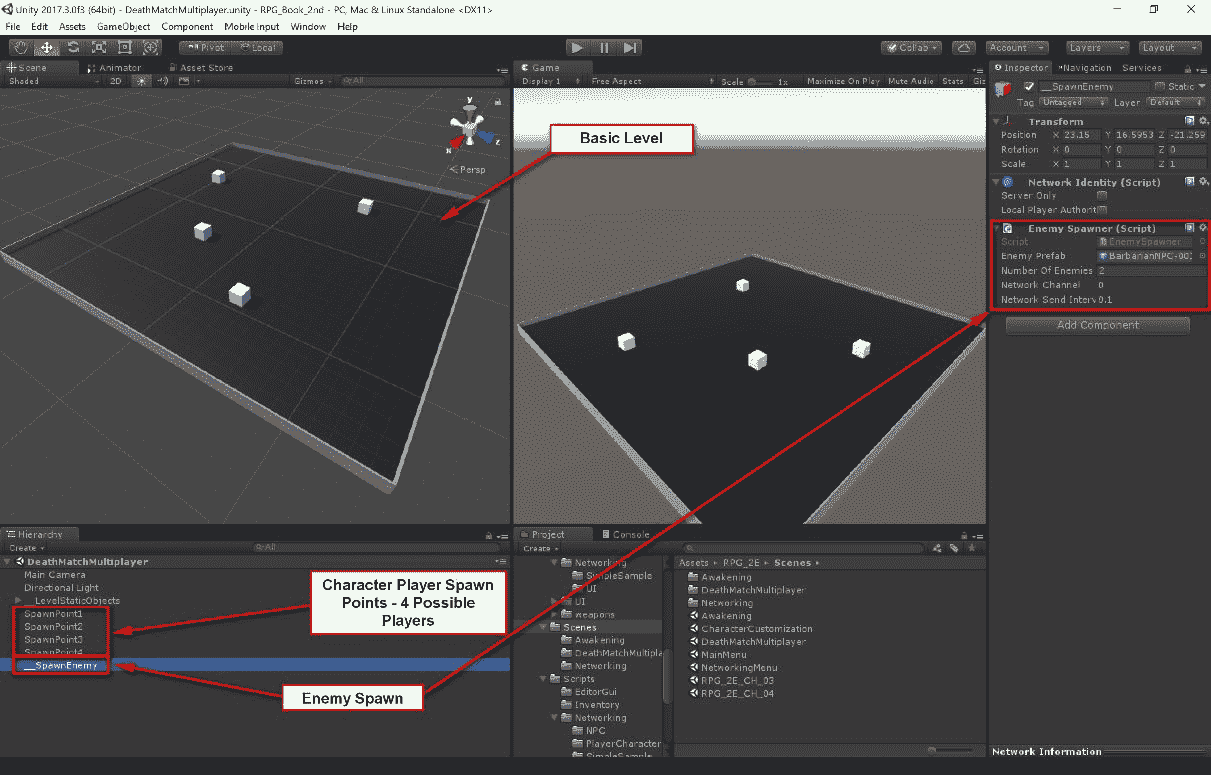 Unity 2017.3.0f3 (64bit) - DeathMatchMultiplayer.unity - RPG_Book_2nd - PC, Mac & Linux Standalone <DX11>
File Edit Assets GameObject Component Mobile Input Window Help
Pivot Local
Collab Account Layers Layout
Scene Animator Asset Store
Shaded 2D Gizmos All
y
x
z
Persp
Game
Display 1 Free Aspect Scale 1x Maximize On Play Mute Audio Stats Giz
Basic Level
Inspector Navigation Services
__SpawnEnemy Static
Tag Untagged Layer Default
Transform
Position X 23.15 Y 16.5953 Z -21.259
Rotation X 0 Y 0 Z 0
Scale X 1 Y 1 Z 1
Network Identity (Script)
Server Only
Local Player Authorit
Enemy Spawner (Script)
Script EnemySpawner
Enemy Prefab BarbarianNPC-00
Number Of Enemies 2
Network Channel 0
Network Send Interv 0.1
Add Component
Hierarchy
Create All
DeathMatchMultiplayer
Main Camera
Directional Light
__LevelStaticObjects
SpawnPoint1
SpawnPoint2
SpawnPoint3
SpawnPoint4
__SpawnEnemy
Character Player Spawn
Points - 4 Possible
Players
Enemy Spawn
Project Console
Create
Networking
SimpleSample
UI
UI
Weapons
Scenes
Awakening
DeathMatchMultipla
Networking
Scripts
EditorGui
Inventory
Networking
NPC
PlayerCharacter
SimpleSample
Assets RPG_2E Scenes
Awakening
DeathMatchMultiplayer
Networking
Awakening
CharacterCustomization
DeathMatchMultiplayer
MainMenu
NetworkingMenu
RPG_2E_CH_03
RPG_2E_CH_04
Network Information